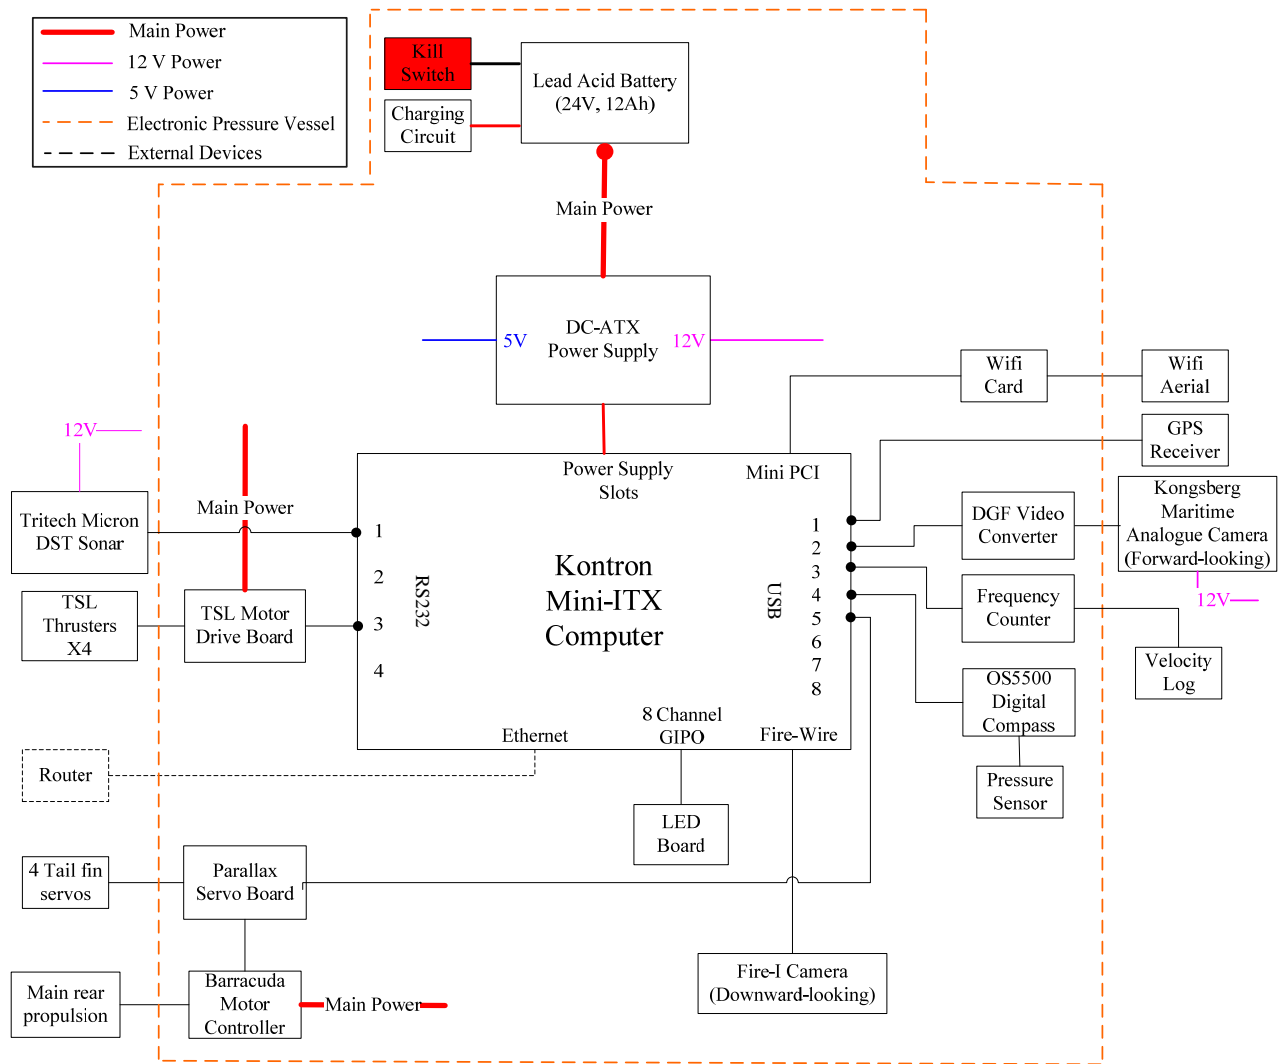 Main Power
12 V Power
5 V Power
Electronic Pressure Vessel
External Devices
Kill
Switch
Charging
Circuit
Lead Acid Battery
(24V, 12Ah)
Main Power
5V
DC-ATX
Power Supply
12V
Wifi
Card
Wifi
Aerial
GPS
Receiver
12V
Tritech Micron
DST Sonar
Main Power
TSL
Thrusters
X4
TSL Motor
Drive Board
Power Supply
Slots
Mini PCI
1
2
3
4
RS232
Kontron
Mini-ITX
Computer
USB
1
2
3
4
5
6
7
8
Ethernet
8 Channel
GIPO
Fire-Wire
DGF Video
Converter
Kongsberg
Maritime
Analogue Camera
(Forward-looking)
12V
Frequency
Counter
Velocity
Log
OS5500
Digital
Compass
Pressure
Sensor
Router
LED
Board
4 Tail fin
servos
Parallax
Servo Board
Main rear
propulsion
Barracuda
Motor
Controller
Main Power
Fire-I Camera
(Downward-looking)